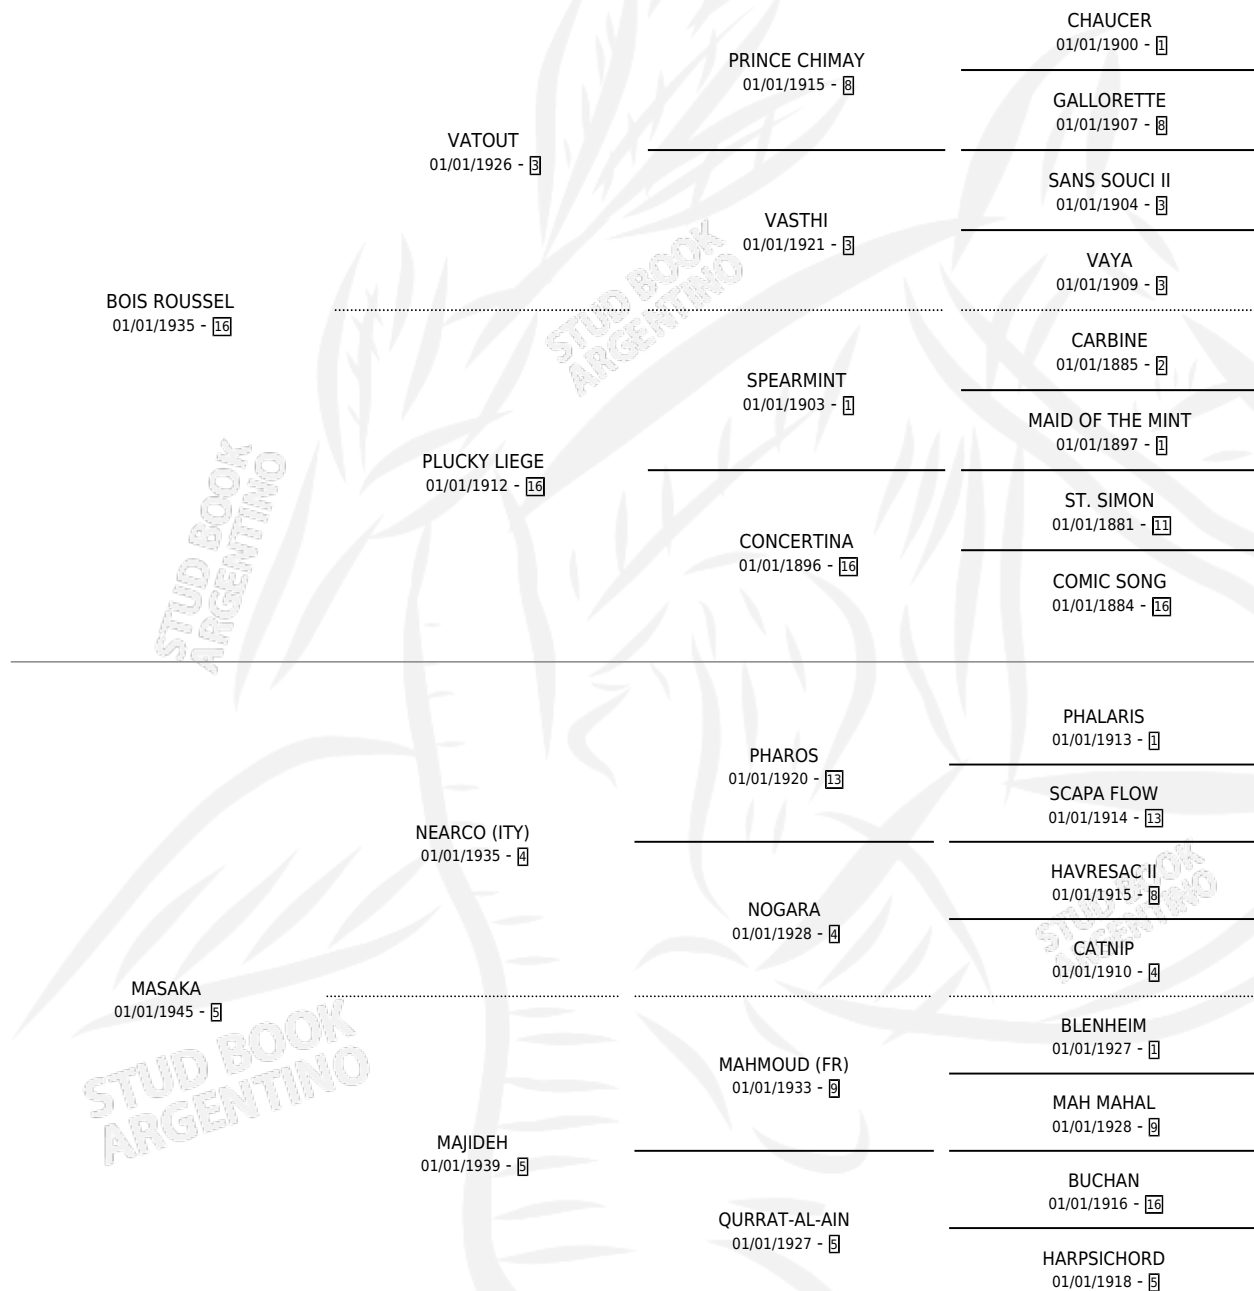 CHAUCER
01/01/1900 - 1
PRINCE CHIMAY
01/01/1915 - 8
GALLORETTE
01/01/1907 - 8
VATOUT
01/01/1926 - 3
SANS SOUCI II
01/01/1904 - 3
VASTHI
01/01/1921 - 3
VAYA
01/01/1909 - 3
BOIS ROUSSEL
01/01/1935 - 16
CARBINE
01/01/1885 - 2
SPEARMINT
01/01/1903 - 1
MAID OF THE MINT
01/01/1897 - 1
PLUCKY LIEGE
01/01/1912 - 16
ST. SIMON
01/01/1881 - 11
CONCERTINA
01/01/1896 - 16
COMIC SONG
01/01/1884 - 16
STUD BOOK
ARGENTINO
STUD BOOK
ARGENTINO
PHALARIS
01/01/1913 - 1
PHAROS
01/01/1920 - 13
SCAPA FLOW
01/01/1914 - 13
NEARCO (ITY)
01/01/1935 - 4
HAVRESAC II
01/01/1915 - 8
NOGARA
01/01/1928 - 4
CATNIP
01/01/1910 - 4
STUD BOOK
ARGENTINO
MASAKA
01/01/1945 - 5
BLENHEIM
01/01/1927 - 1
MAHMOUD (FR)
01/01/1933 - 9
MAH MAHAL
01/01/1928 - 9
MAJIDEH
01/01/1939 - 5
BUCHAN
01/01/1916 - 16
QURRAT-AL-AIN
01/01/1927 - 5
HARPSICHORD
01/01/1918 - 5
STUD BOOK
ARGENTINO